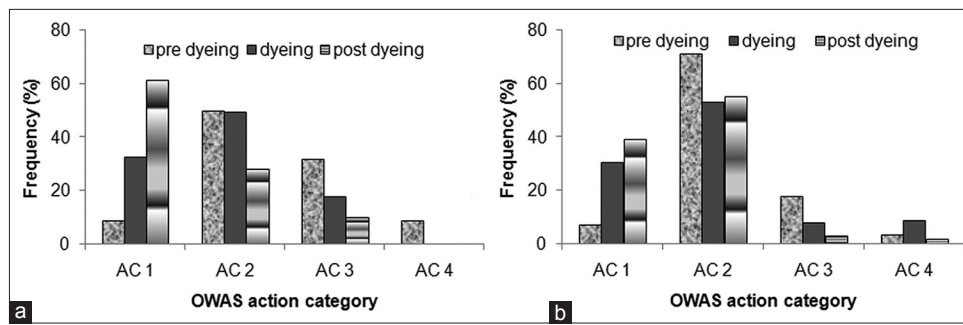 80
60
40
20
0
Frequency (%)
pre dyeing dyeing post dyeing
AC 1 AC 2 AC 3 AC 4
OWAS action category
a
80
60
40
20
0
Frequency (%)
pre dyeing dyeing post dyeing
AC 1 AC 2 AC 3 AC 4
OWAS action category
b